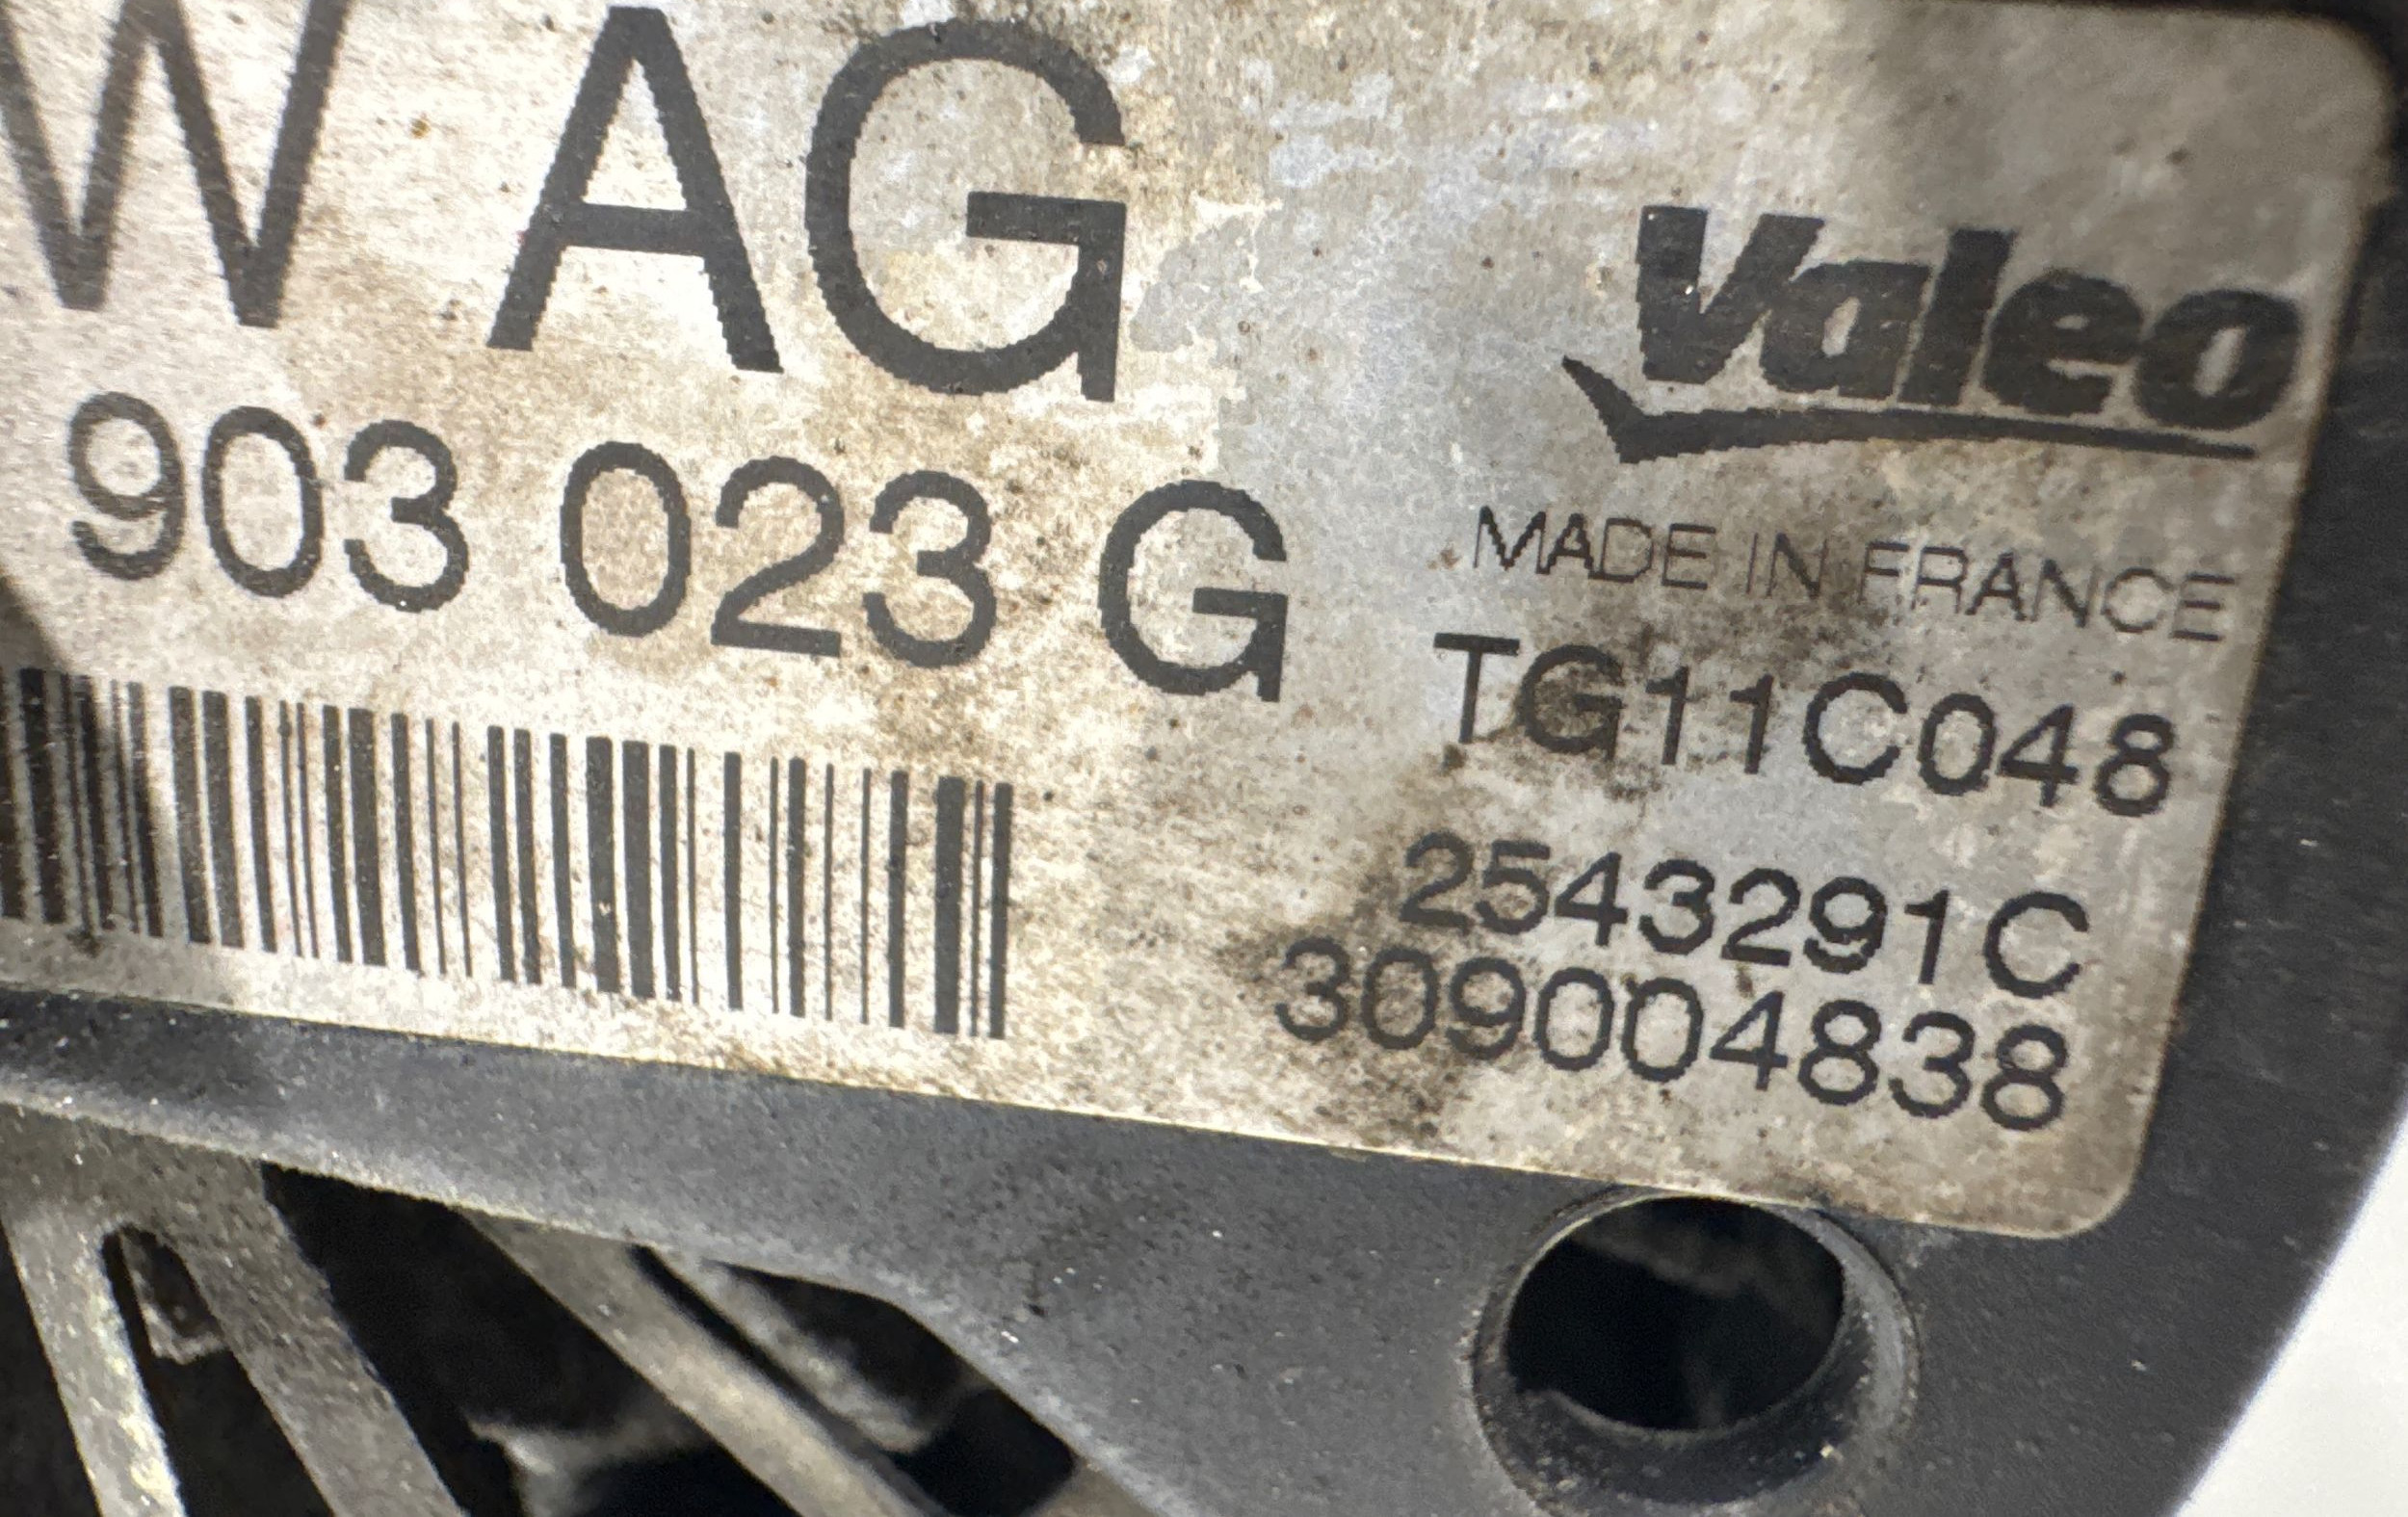 W AG
903 023 G
Valeo
MADE IN FRANCE
TG11C048
2543291C
309004838